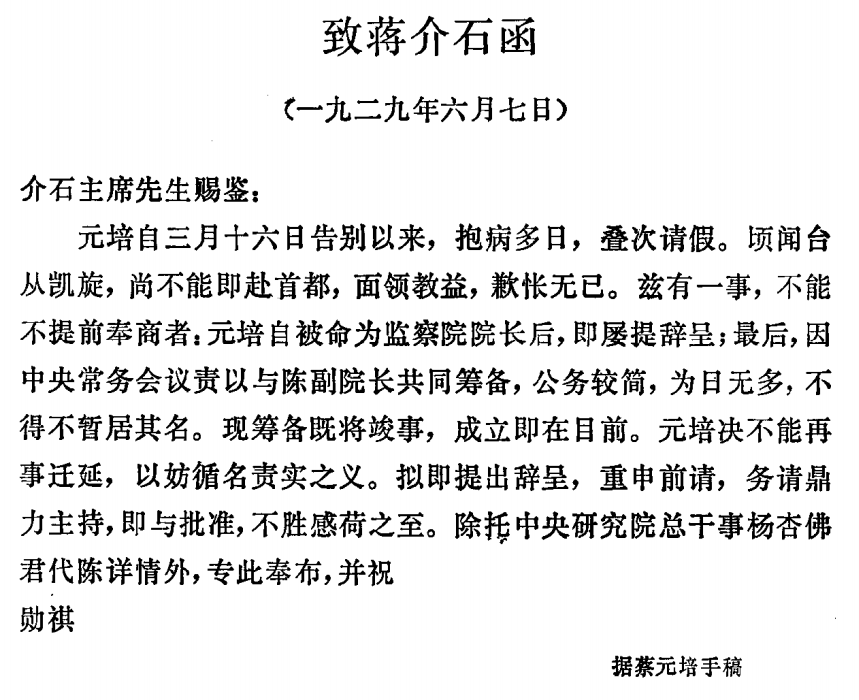 致蒋介石函
（一九二九年六月七日）
介石主席先生赐鉴：
元培自三月十六日告别以来，抱病多日，叠次请假。顷闻台
从凯旋，尚不能即赴首都，面领教益，歉怅无已。兹有一事，不能
不提前奉商者：元培自被命为监察院院长后，即屡提辞呈；最后，因
中央常务会议责以与陈副院长共同筹备，公务较简，为日无多，不
得不暂居其名。现筹备既将竣事，成立即在目前。元培决不能再
事迁延，以妨循名责实之义。拟即提出辞呈，重申前请，务请鼎
力主持，即与批准，不胜感荷之至。除托中央研究院总干事杨杏佛
君代陈详情外，专此奉布，并祝
勋祺
据蔡元培手稿